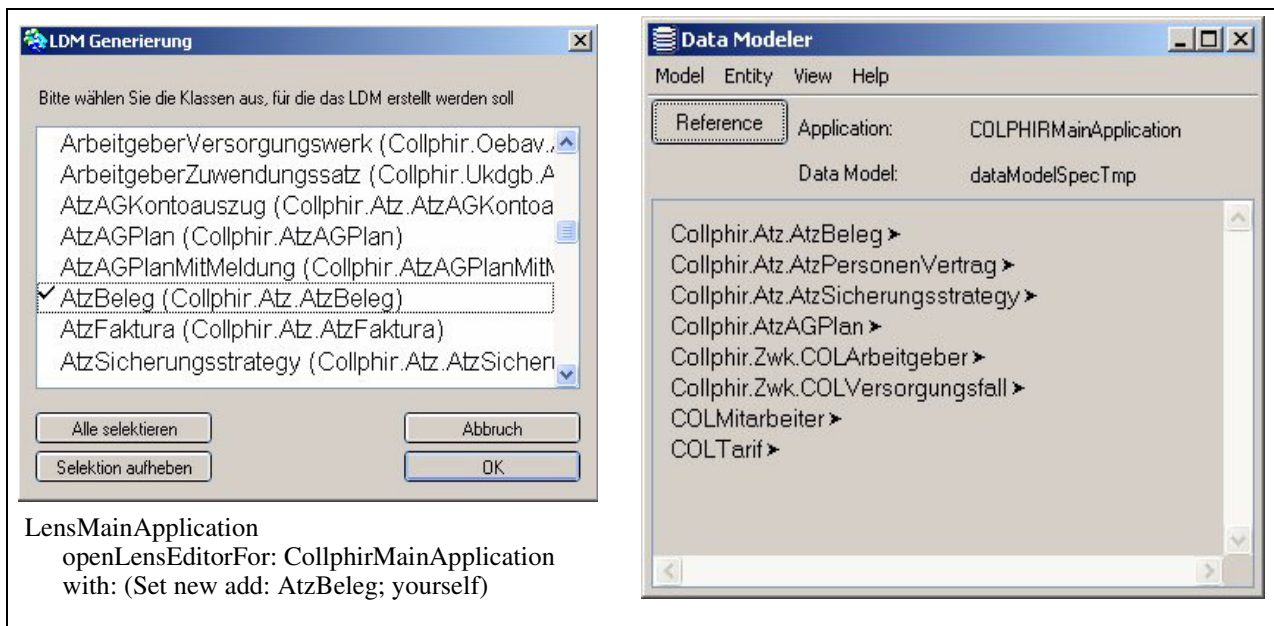 LDM Generierung
Bitte wählen Sie die Klassen aus, für die das LDM erstellt werden soll
ArbeitgeberVersorgungswerk (Collphir.Oebav.
ArbeitgeberZuwendungssatz (Collphir.Ukdgb.A
AtzAGKontoauszug (Collphir.Atz.AtzAGKontoa
AtzAGPlan (Collphir.AtzAGPlan)
AtzAGPlanMitMeldung (Collphir.AtzAGPlanMit
AtzBeleg (Collphir.Atz.AtzBeleg)
AtzFaktura (Collphir.Atz.AtzFaktura)
AtzSicherungsstrategy (Collphir.Atz.AtzSicher
Alle selektieren
Abbruch
Selektion aufheben
OK
LensMainApplication
openLensEditorFor: CollphirMainApplication
with: (Set new add: AtzBeleg; yourself)
Data Modeler
Model Entity View Help
Reference
Application: COLPHIRMainApplication
Data Model: dataModelSpecTmp
Collphir.Atz.AtzBeleg
Collphir.Atz.AtzPersonenVertrag
Collphir.Atz.AtzSicherungsstrategy
Collphir.AtzAGPlan
Collphir.Zwk.COLArbeitgeber
Collphir.Zwk.COLVersorgungsfall
COLMitarbeiter
COLTarif